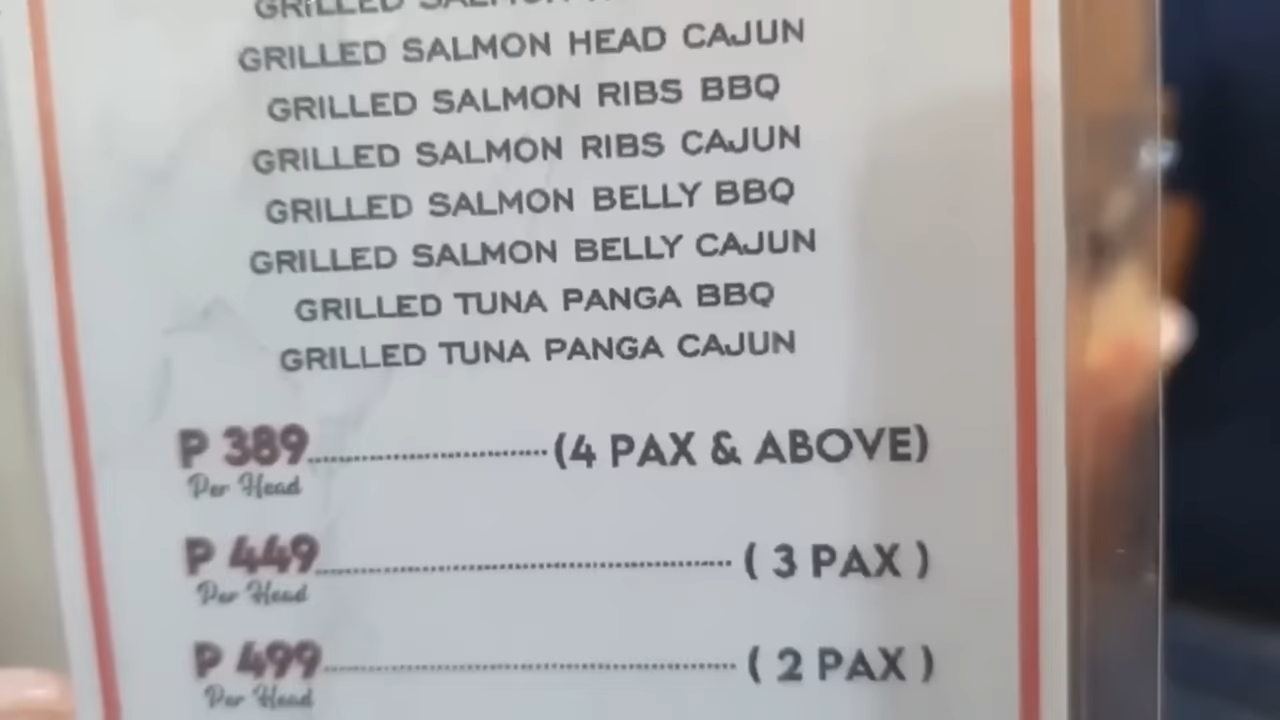 GRILLED SALMON
GRILLED SALMON HEAD CAJUN
GRILLED SALMON RIBS BBQ
GRILLED SALMON RIBS CAJUN
GRILLED SALMON BELLY BBQ
GRILLED SALMON BELLY CAJUN
GRILLED TUNA PANGA BBQ
GRILLED TUNA PANGA CAJUN
P 389 (4 PAX & ABOVE)
Per Head
P 449 ( 3 PAX )
Per Head
P 499 ( 2 PAX )
Per Head